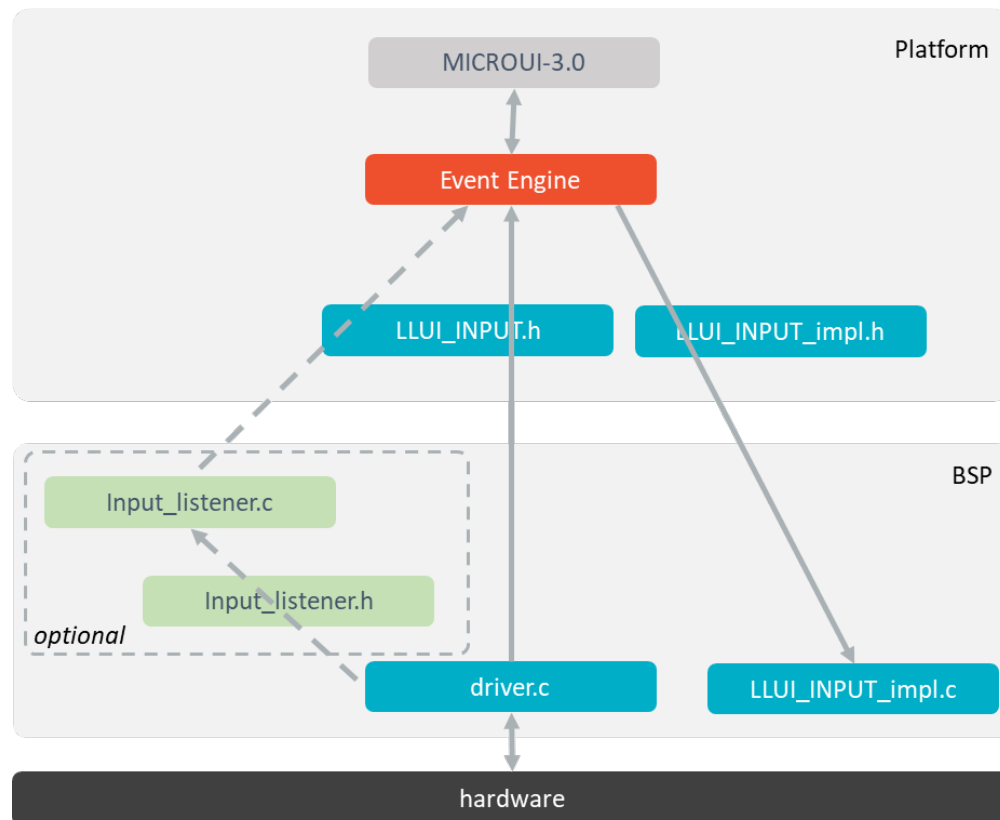 Platform
MICROUI-3.0
Event Engine
LLUI_INPUT.h
LLUI_INPUT_impl.h
BSP
Input_listener.c
Input_listener.h
optional
driver.c
LLUI_INPUT_impl.c
hardware